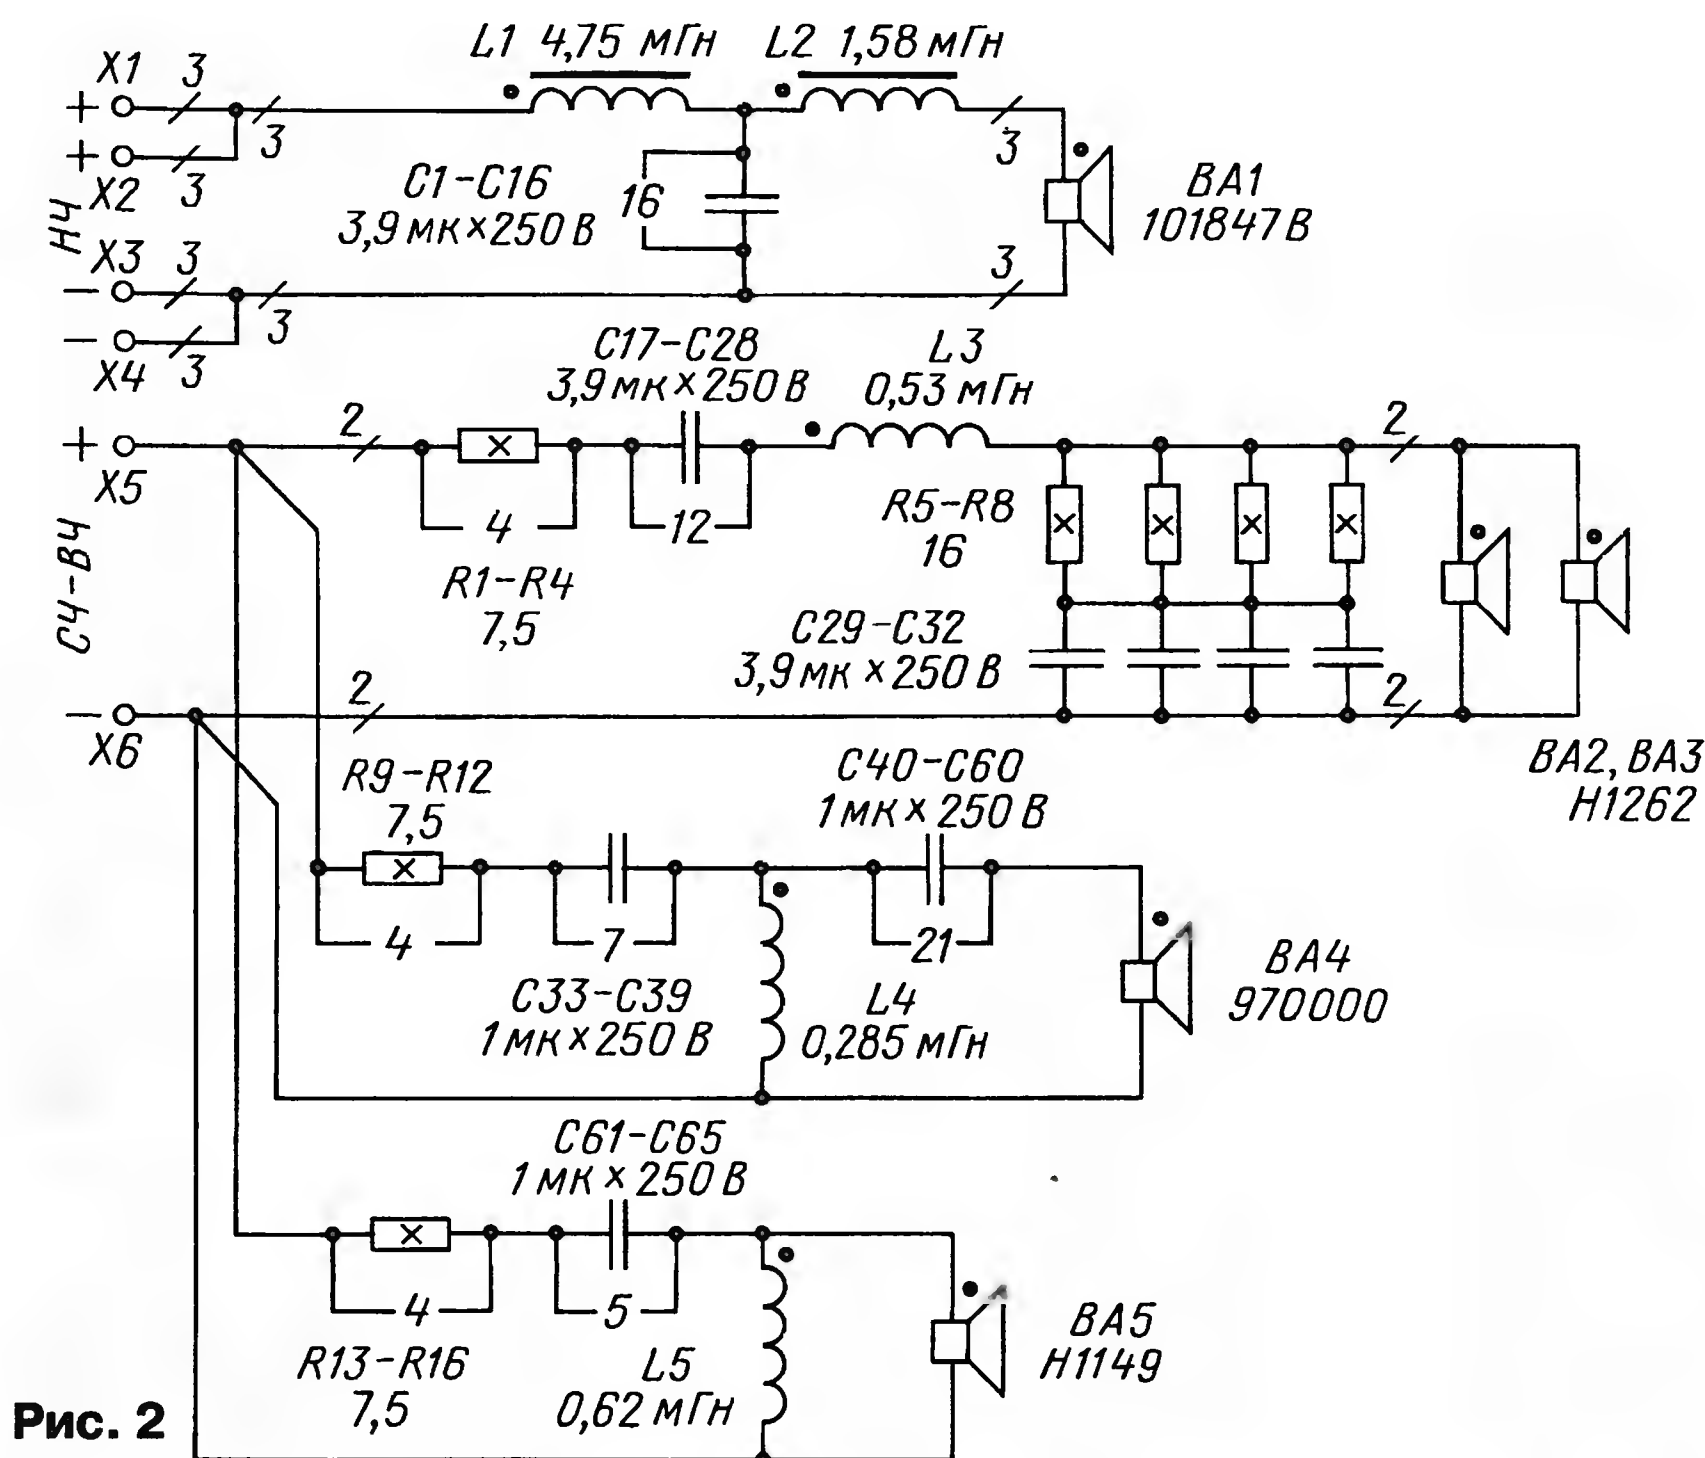 L1 4,75 мГн
L2 1,58 мГн
X1
3
+
3
+
X2
3
НЧ
C1-C16
3,9 мк×250 В
16
3
BA1
101847В
X3
3
-
3
3
-
X4
3
C17-C28
3,9 мк×250 В
L3
0,53 мГн
+
X5
2
4
12
R1-R4
7,5
R5-R8
16
2
СЧ-ВЧ
C29-C32
3,9 мк×250 В
-
X6
2
2
BA2, BA3
H1262
R9-R12
7,5
C40-C60
1 мк×250 В
4
7
21
C33-C39
1 мк×250 В
L4
0,285 мГн
BA4
970000
C61-C65
1 мк×250 В
4
5
R13-R16
7,5
L5
0,62 мГн
BA5
H1149
Рис. 2